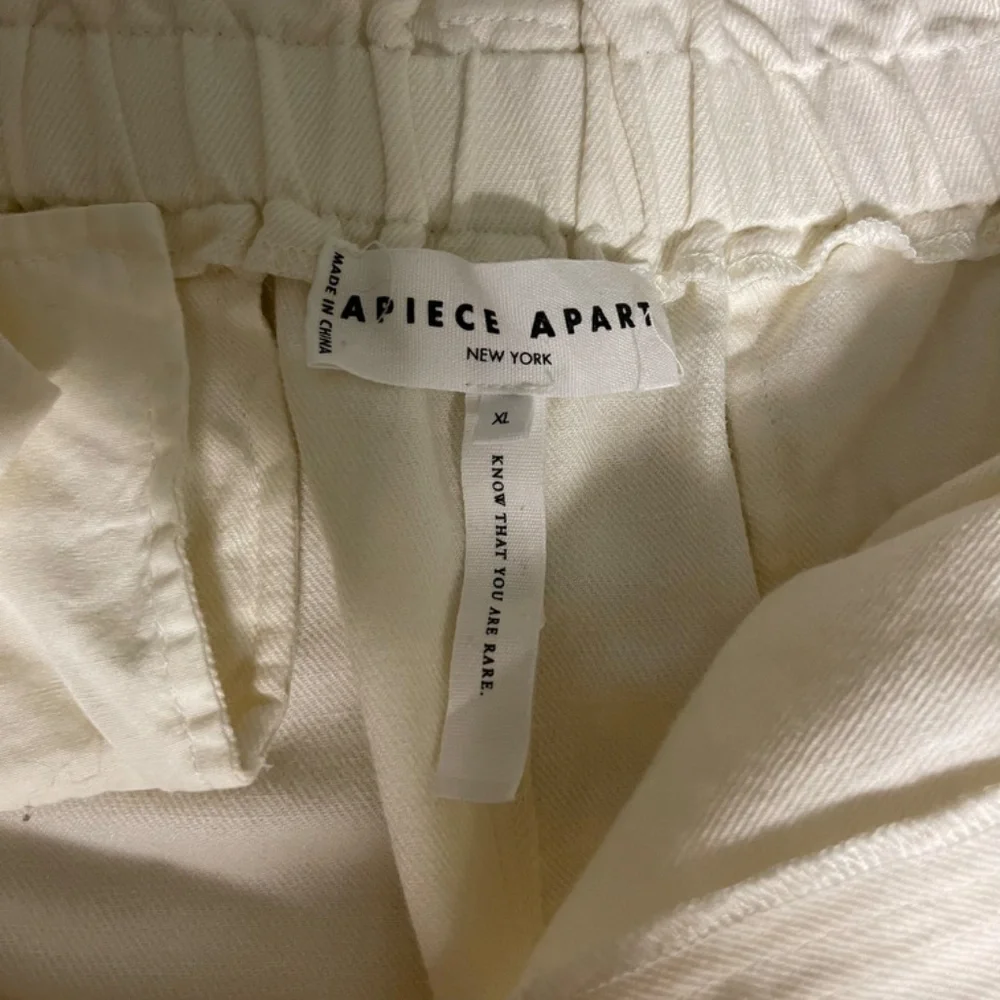 MADE IN CHINA
APIECE APART
NEW YORK
XL
KNOW THAT YOU ARE RARE.